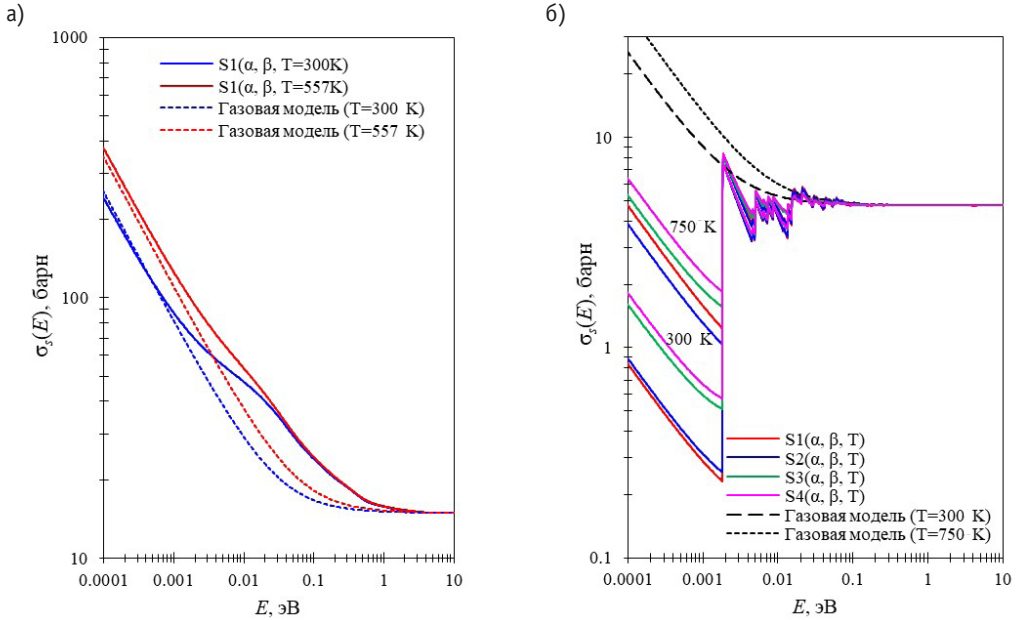 а)
1000
S1(α, β, T=300K)
S1(α, β, T=557K)
Газовая модель (T=300 K)
Газовая модель (T=557 K)
σs(E), барн
100
10
0.0001 0.001 0.01 0.1 1 10
E, эВ
б)
10
750 K
σs(E), барн
1
300 K
S1(α, β, T)
S2(α, β, T)
S3(α, β, T)
S4(α, β, T)
Газовая модель (T=300 K)
Газовая модель (T=750 K)
0.1
0.0001 0.001 0.01 0.1 1 10
E, эВ